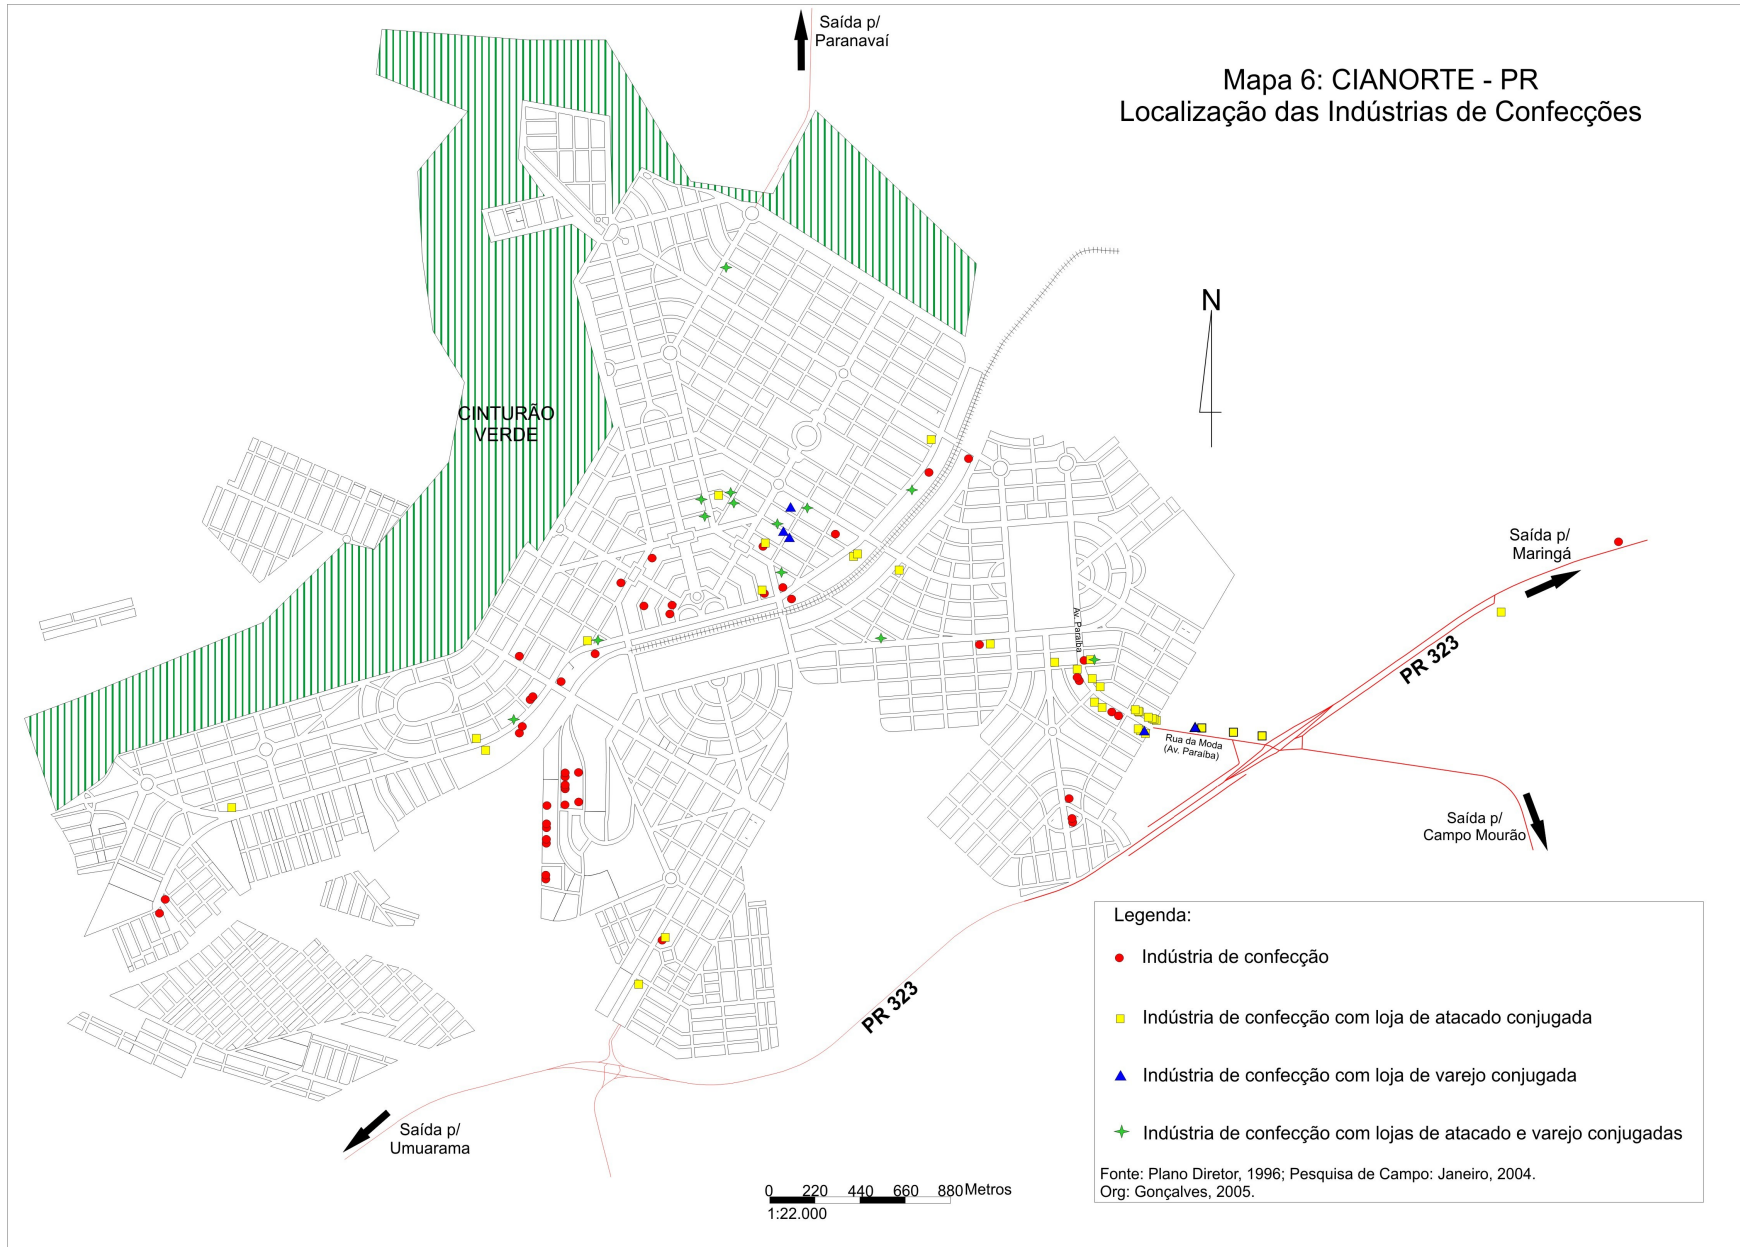 Saída p/
Paranavaí
Mapa 6: CIANORTE - PR
Localização das Indústrias de Confecções
N
CINTURÃO
VERDE
Saída p/
Maringá
Av. Paraíba
PR 323
Rua da Moda
(Av. Paraíba)
Saída p/
Campo Mourão
PR 323
Saída p/
Umuarama
Legenda:
Indústria de confecção
Indústria de confecção com loja de atacado conjugada
Indústria de confecção com loja de varejo conjugada
Indústria de confecção com lojas de atacado e varejo conjugadas
Fonte: Plano Diretor, 1996; Pesquisa de Campo: Janeiro, 2004.
Org: Gonçalves, 2005.
0 220 440 660 880 Metros
1:22.000